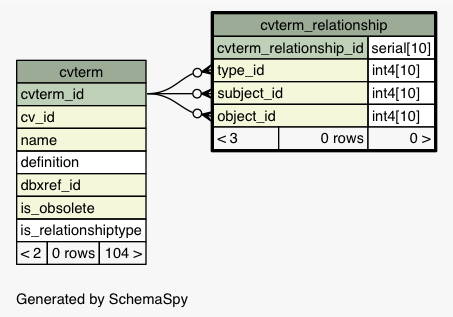 cvterm_relationship
cvterm_relationship_id serial[10]
type_id int4[10]
subject_id int4[10]
object_id int4[10]
< 3 0 rows 0 >
cvterm
cvterm_id
cv_id
name
definition
dbxref_id
is_obsolete
is_relationshiptype
< 2 0 rows 104 >
Generated by SchemaSpy